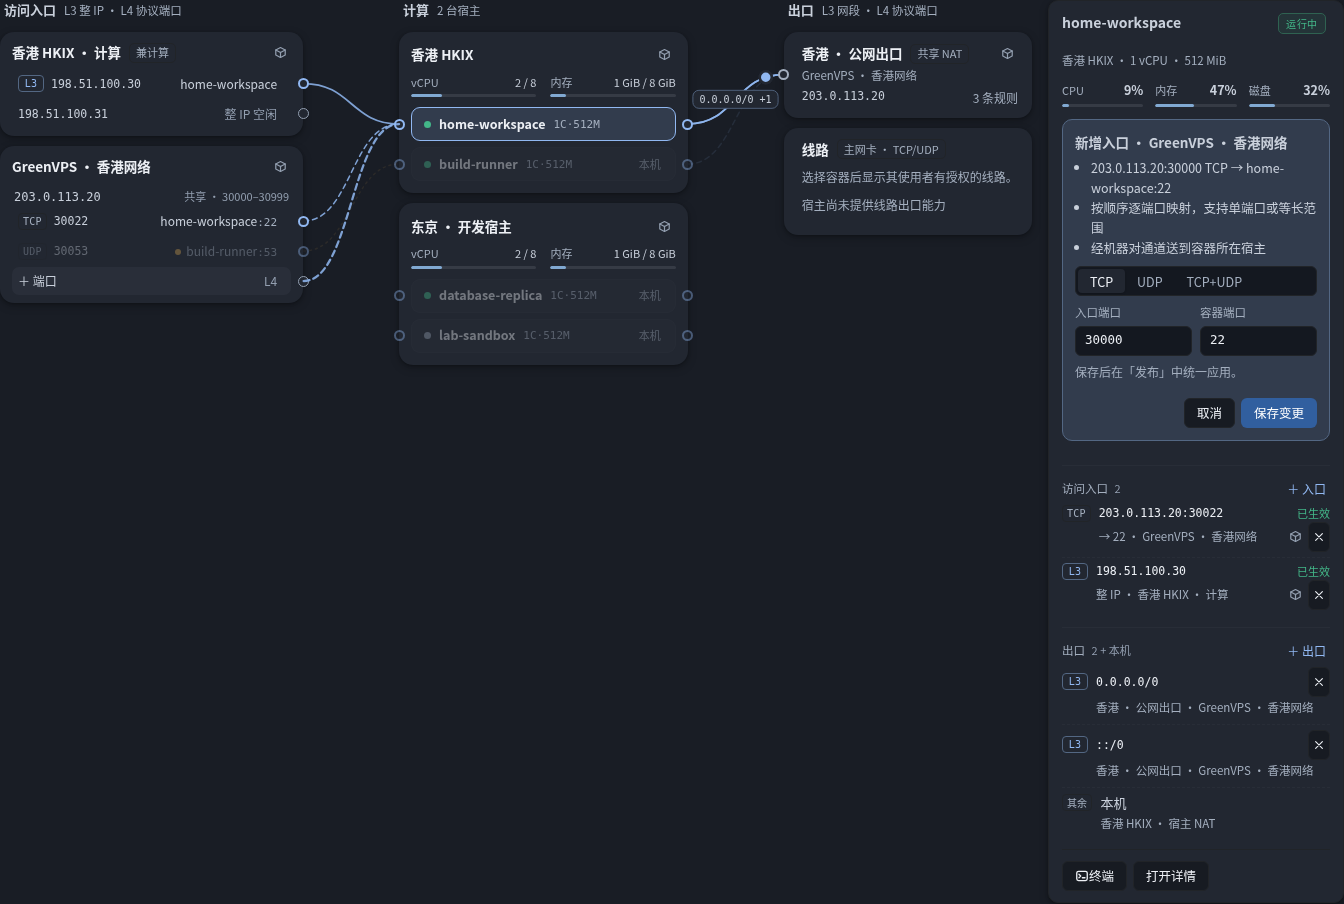 访问入口 L3 整 IP · L4 协议端口
香港 HKIX · 计算 兼计算
L3 198.51.100.30 home-workspace
198.51.100.31 整 IP 空闲
GreenVPS · 香港网络
203.0.113.20 共享 · 30000–30999
TCP 30022 home-workspace:22
UDP 30053 build-runner:53
＋ 端口 L4
计算 2 台宿主
香港 HKIX
vCPU 2 / 8 内存 1 GiB / 8 GiB
home-workspace 1C·512M
build-runner 1C·512M 本机
东京 · 开发宿主
vCPU 2 / 8 内存 1 GiB / 8 GiB
database-replica 1C·512M 本机
lab-sandbox 1C·512M 本机
0.0.0.0/0 +1
出口 L3 网段 · L4 协议端口
香港 · 公网出口 共享 NAT
GreenVPS · 香港网络
203.0.113.20 3 条规则
线路 主网卡 · TCP/UDP
选择容器后显示其使用者有授权的线路。
宿主尚未提供线路出口能力
home-workspace 运行中
香港 HKIX · 1 vCPU · 512 MiB
CPU 9% 内存 47% 磁盘 32%
新增入口 · GreenVPS · 香港网络
• 203.0.113.20:30000 TCP → home-
workspace:22
• 按顺序逐端口映射，支持单端口或等长范
围
• 经机器对通道送到容器所在宿主
TCP UDP TCP+UDP
入口端口 容器端口
30000 22
保存后在「发布」中统一应用。
取消 保存变更
访问入口 2 ＋ 入口
TCP 203.0.113.20:30022 已生效
→ 22 · GreenVPS · 香港网络
L3 198.51.100.30 已生效
整 IP · 香港 HKIX · 计算
出口 2 + 本机 ＋ 出口
L3 0.0.0.0/0
香港 · 公网出口 · GreenVPS · 香港网络
L3 ::/0
香港 · 公网出口 · GreenVPS · 香港网络
其余 本机
香港 HKIX · 宿主 NAT
终端 打开详情